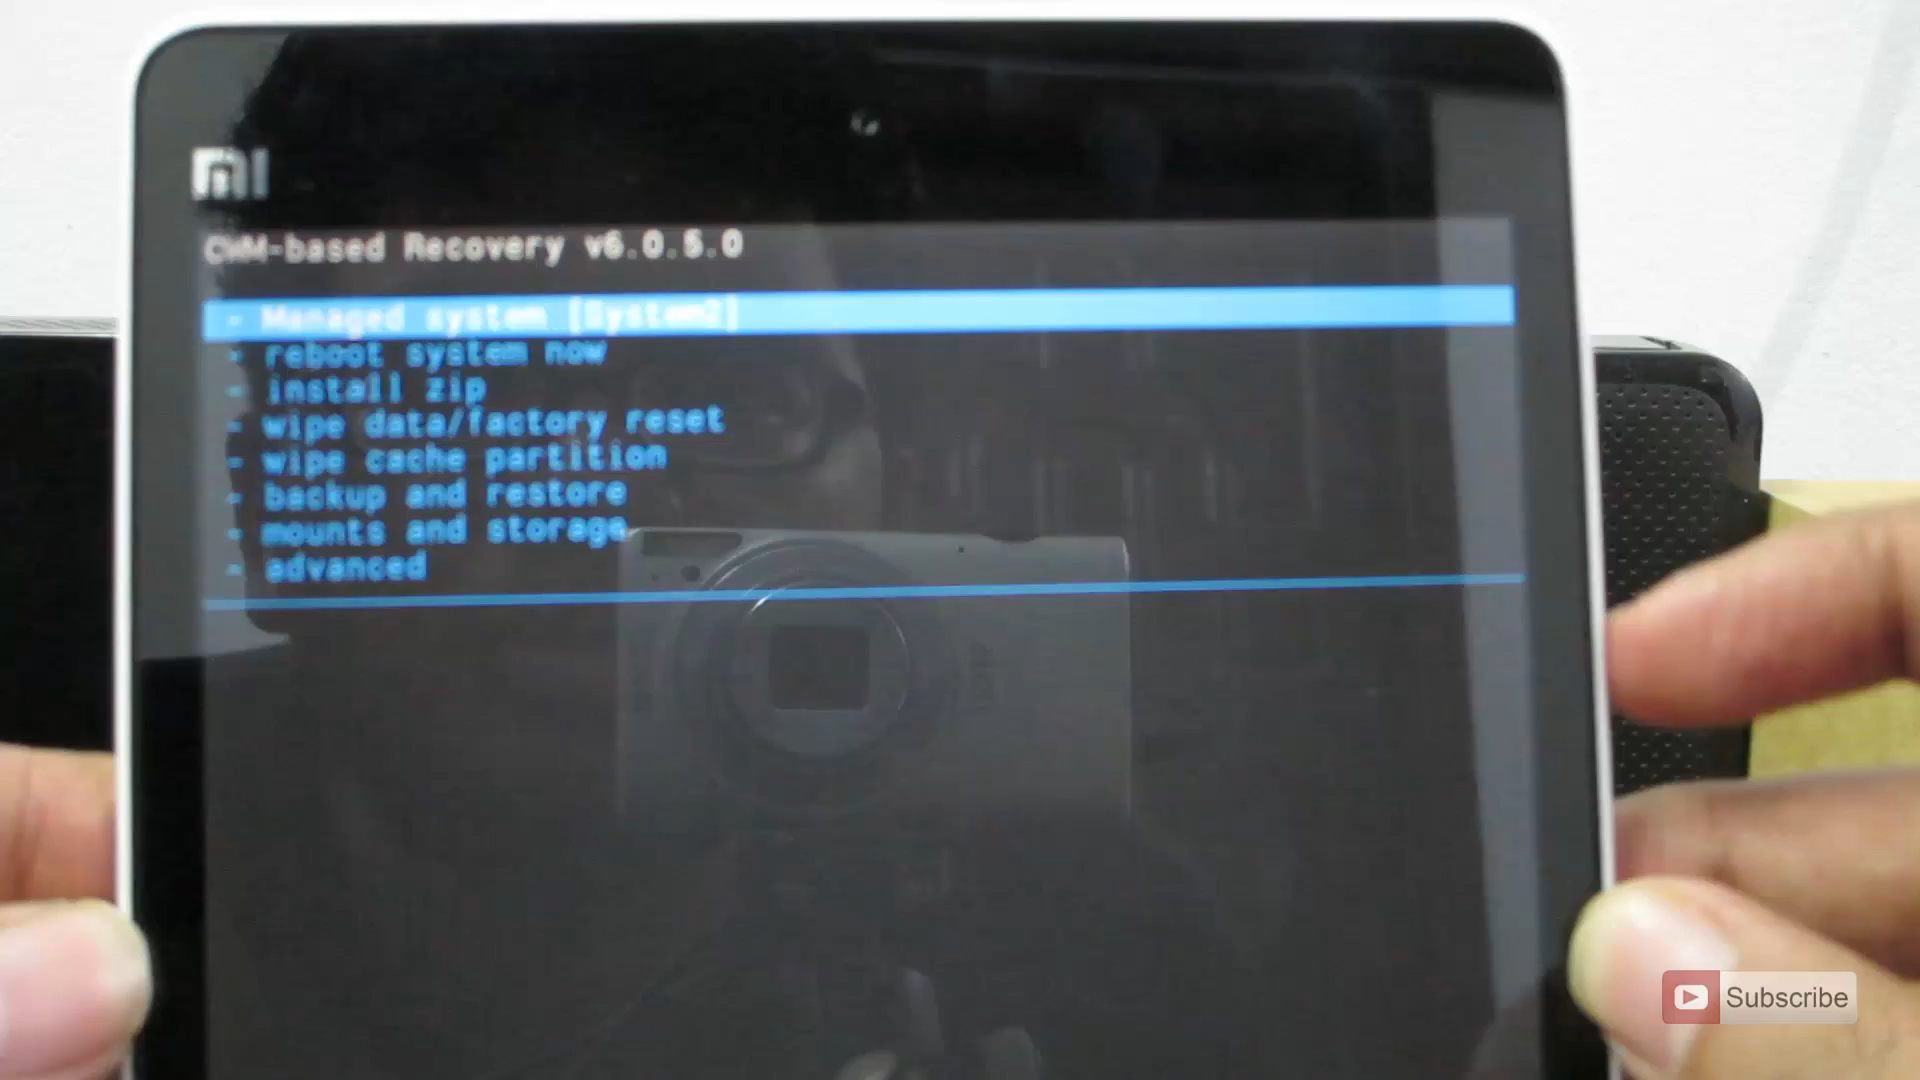 mi
CWM-based Recovery v6.0.5.0
- Managed system [System2]
- reboot system now
- install zip
- wipe data/factory reset
- wipe cache partition
- backup and restore
- mounts and storage
- advanced
Subscribe